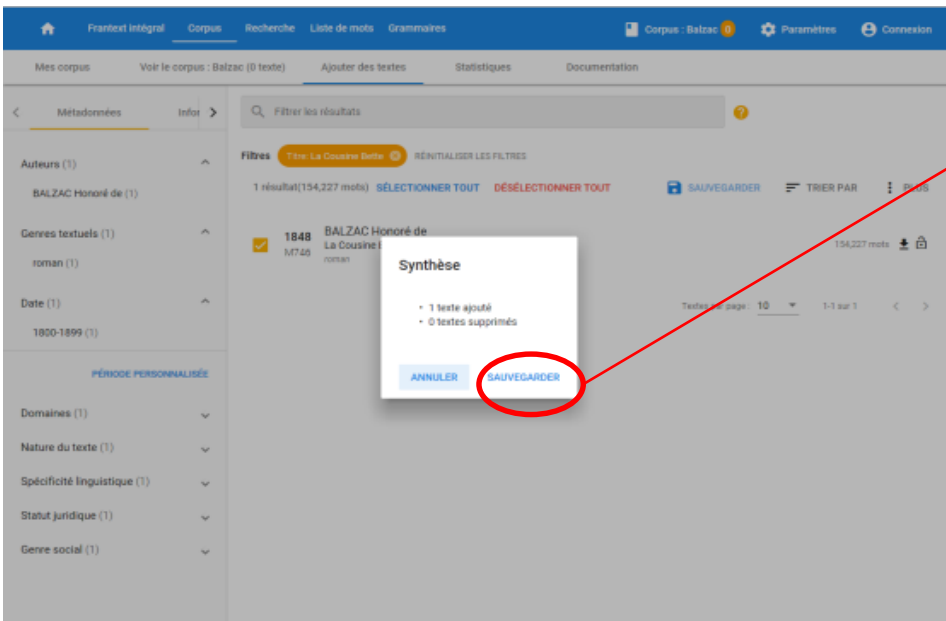 Frantext intégral Corpus Recherche Liste de mots Grammaires Corpus : Balzac 0 Paramètres Connexion
Mes corpus Voir le corpus : Balzac (0 texte) Ajouter des textes Statistiques Documentation
Métadonnées Infor
Filtrer les résultats
Filtres Titre: La Cousine Bette RÉINITIALISER LES FILTRES
Auteurs (1)
1 résultat(154,227 mots) SÉLECTIONNER TOUT DÉSÉLECTIONNER TOUT SAUVEGARDER TRIER PAR PLUS
BALZAC Honoré de (1)
Genres textuels (1)
roman (1)
1848 BALZAC Honoré de
M746 La Cousine
roman
154,227 mots
Synthèse
• 1 texte ajouté
• 0 textes supprimés
ANNULER SAUVEGARDER
Textes par page: 10 1-1 sur 1
Date (1)
1800-1899 (1)
PÉRIODE PERSONNALISÉE
Domaines (1)
Nature du texte (1)
Spécificité linguistique (1)
Statut juridique (1)
Genre social (1)